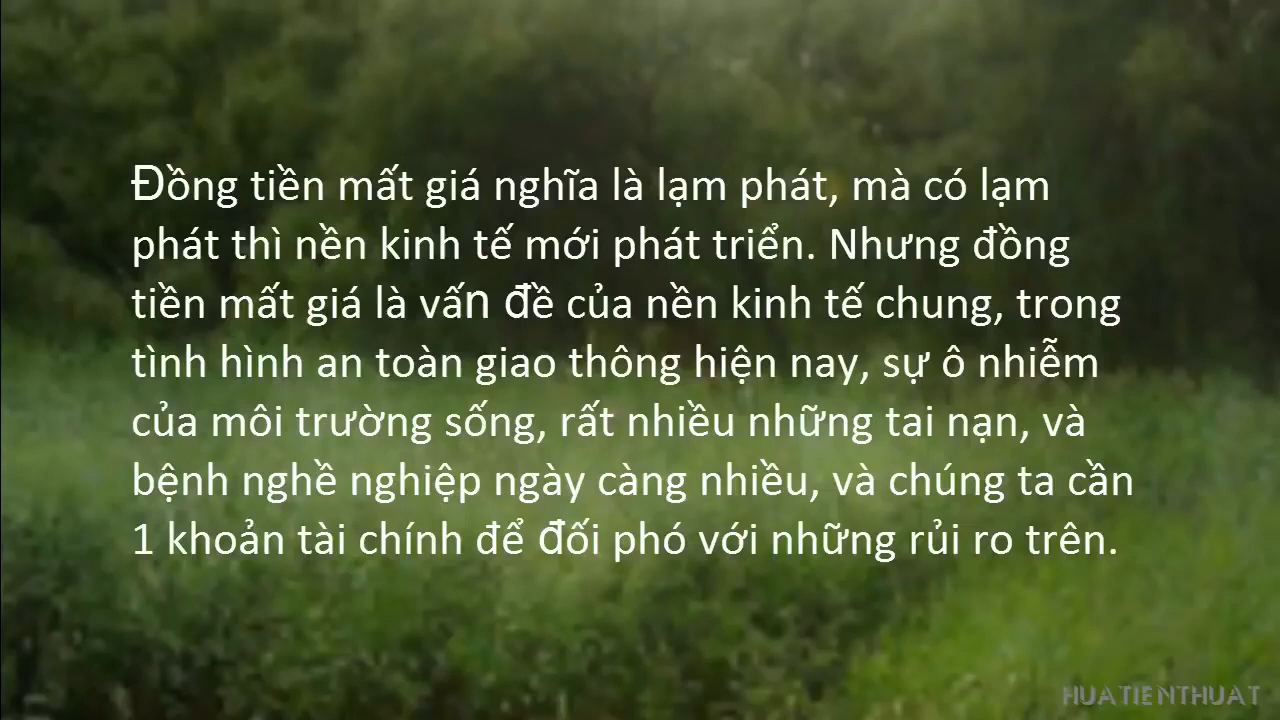 Đồng tiền mất giá nghĩa là lạm phát, mà có lạm
phát thì nền kinh tế mới phát triển. Nhưng đồng
tiền mất giá là vấn đề của nền kinh tế chung, trong
tình hình an toàn giao thông hiện nay, sự ô nhiễm
của môi trường sống, rất nhiều những tai nạn, và
bệnh nghề nghiệp ngày càng nhiều, và chúng ta cần
1 khoản tài chính để đối phó với những rủi ro trên.
HUATIENTHUAT